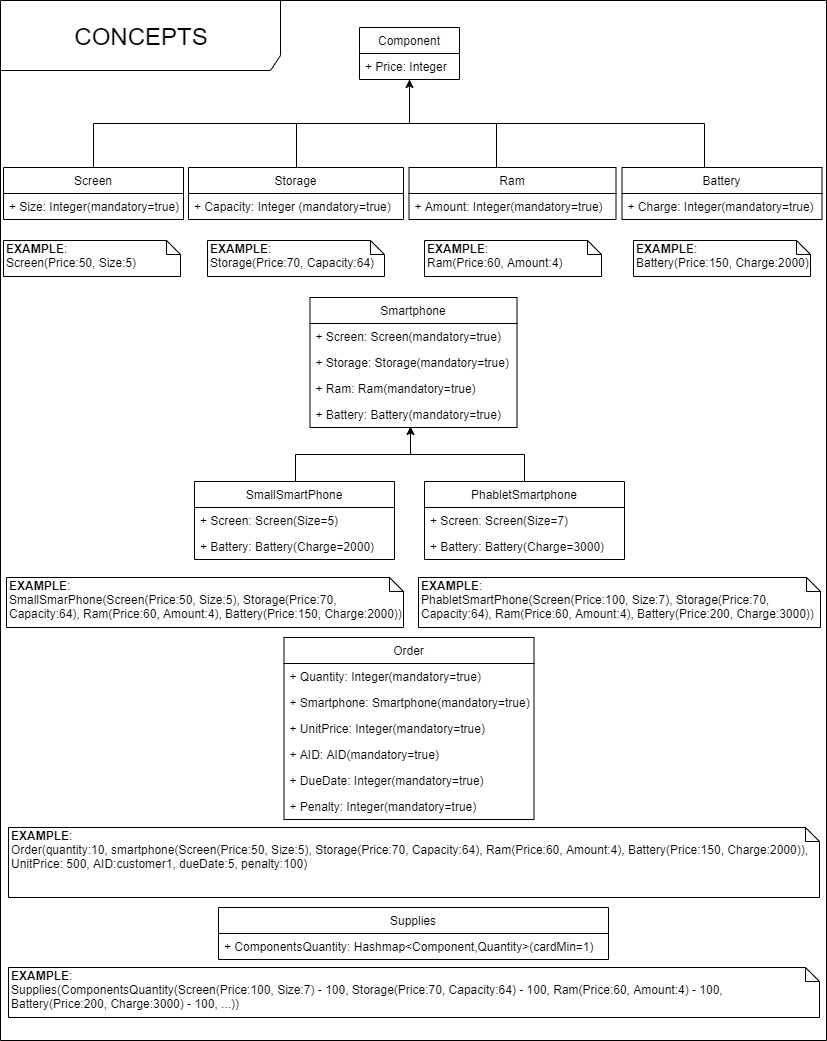 CONCEPTS
Component
+ Price: Integer
Screen
+ Size: Integer(mandatory=true)
Storage
+ Capacity: Integer (mandatory=true)
Ram
+ Amount: Integer(mandatory=true)
Battery
+ Charge: Integer(mandatory=true)
EXAMPLE:
Screen(Price:50, Size:5)
EXAMPLE:
Storage(Price:70, Capacity:64)
EXAMPLE:
Ram(Price:60, Amount:4)
EXAMPLE:
Battery(Price:150, Charge:2000)
Smartphone
+ Screen: Screen(mandatory=true)
+ Storage: Storage(mandatory=true)
+ Ram: Ram(mandatory=true)
+ Battery: Battery(mandatory=true)
SmallSmartPhone
+ Screen: Screen(Size=5)
+ Battery: Battery(Charge=2000)
PhabletSmartphone
+ Screen: Screen(Size=7)
+ Battery: Battery(Charge=3000)
EXAMPLE:
SmallSmarPhone(Screen(Price:50, Size:5), Storage(Price:70,
Capacity:64), Ram(Price:60, Amount:4), Battery(Price:150, Charge:2000))
EXAMPLE:
PhabletSmartPhone(Screen(Price:100, Size:7), Storage(Price:70,
Capacity:64), Ram(Price:60, Amount:4), Battery(Price:200, Charge:3000))
Order
+ Quantity: Integer(mandatory=true)
+ Smartphone: Smartphone(mandatory=true)
+ UnitPrice: Integer(mandatory=true)
+ AID: AID(mandatory=true)
+ DueDate: Integer(mandatory=true)
+ Penalty: Integer(mandatory=true)
EXAMPLE:
Order(quantity:10, smartphone(Screen(Price:50, Size:5), Storage(Price:70, Capacity:64), Ram(Price:60, Amount:4), Battery(Price:150, Charge:2000)),
UnitPrice: 500, AID:customer1, dueDate:5, penalty:100)
Supplies
+ ComponentsQuantity: Hashmap<Component,Quantity>(cardMin=1)
EXAMPLE:
Supplies(ComponentsQuantity(Screen(Price:100, Size:7) - 100, Storage(Price:70, Capacity:64) - 100, Ram(Price:60, Amount:4) - 100,
Battery(Price:200, Charge:3000) - 100, ...))